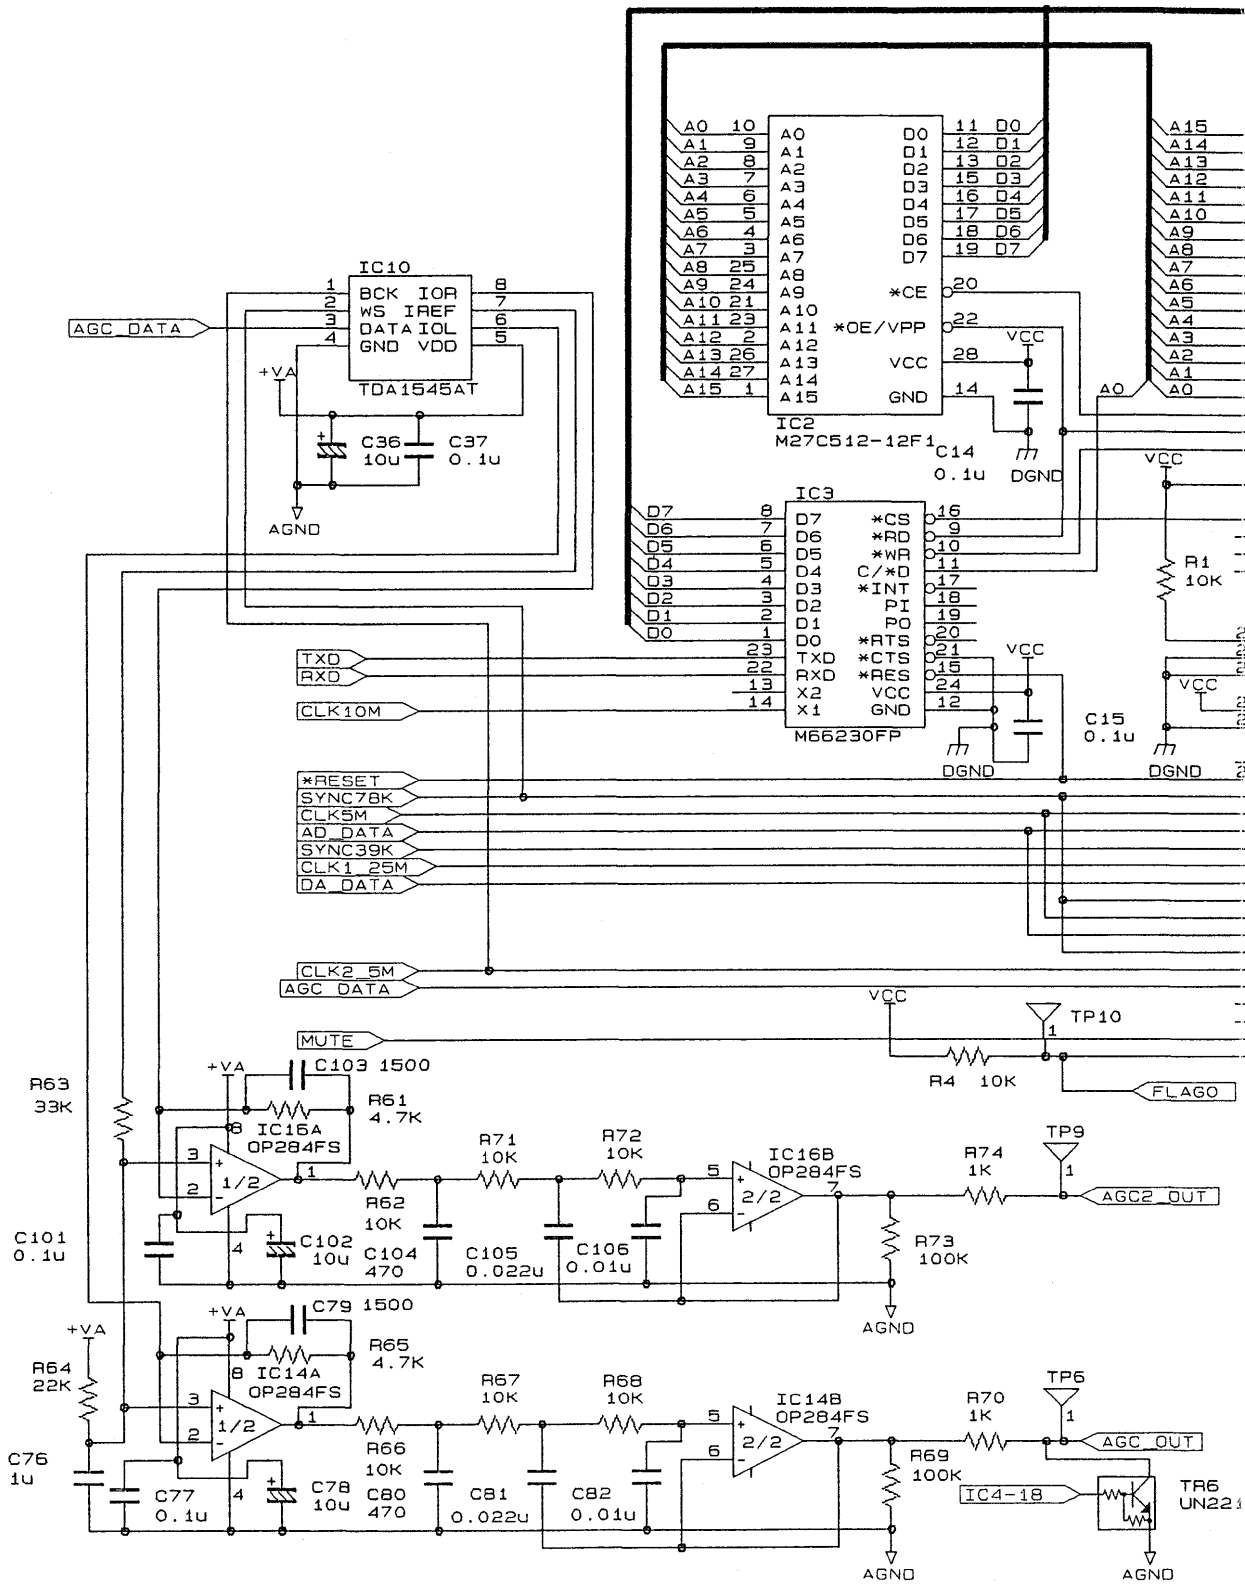 A0 10 A0 D0 11 D0 A15
A1 9 A1 D1 12 D1 A14
A2 8 A2 D2 13 D2 A13
A3 7 A3 D3 15 D3 A12
A4 6 A4 D4 16 D4 A11
A5 5 A5 D5 17 D5 A10
A6 4 A6 D6 18 D6 A9
A7 3 A7 D7 19 D7 A8
A8 25 A8 A7
A9 24 A9 *CE 20 A6
A10 21 A10 A5
A11 23 A11 *OE/VPP 22 A4
A12 2 A12 VCC A3
A13 26 A13 VCC 28 A2
A14 27 A14 A1
A15 1 A15 GND 14 A0 A0
IC2
M27C512-12F1
C14
0.1u
DGND
IC10
1 BCK IOR 8
2 WS IREF 7
AGC_DATA 3 DATA IOL 6
4 GND VDD 5
+VA
TDA1545AT
C36
10u
C37
0.1u
AGND
VCC
R1
10K
IC3
D7 8 D7 *CS 16
D6 7 D6 *RD 9
D5 6 D5 *WR 10
D4 5 D4 C/*D 11
D3 4 D3 *INT 17
D2 3 D2 PI 18
D1 2 D1 PO 19
D0 1 D0 *RTS 20
TXD 23 TXD *CTS 21 VCC
RXD 22 RXD *RES 15
13 X2 VCC 24
CLK10M 14 X1 GND 12
M66230FP
C15
0.1u
VCC
DGND
DGND
*RESET
SYNC78K
CLK5M
AD_DATA
SYNC39K
CLK1_25M
DA_DATA
CLK2_5M
AGC DATA
VCC
TP10
1
MUTE
R4 10K
FLAG0
R63
33K
+VA
C103 1500
R61
4.7K
8
IC16A
OP284FS
3 + 1/2 1
2 -
4
R62
10K
R71
10K
R72
10K
IC16B
OP284FS
5 + 2/2 7
6 -
R74
1K
TP9
1
AGC2_OUT
C101
0.1u
C102
10u
C104
470
C105
0.022u
C106
0.01u
R73
100K
AGND
+VA
C79 1500
R65
4.7K
+VA
R64
22K
8
IC14A
OP284FS
3 + 1/2 1
2 -
4
R66
10K
R67
10K
R68
10K
IC14B
OP284FS
5 + 2/2 7
6 -
R70
1K
TP6
1
AGC_OUT
C76
1u
C77
0.1u
C78
10u
C80
470
C81
0.022u
C82
0.01u
R69
100K
IC4-18
TR6
UN221
AGND
AGND